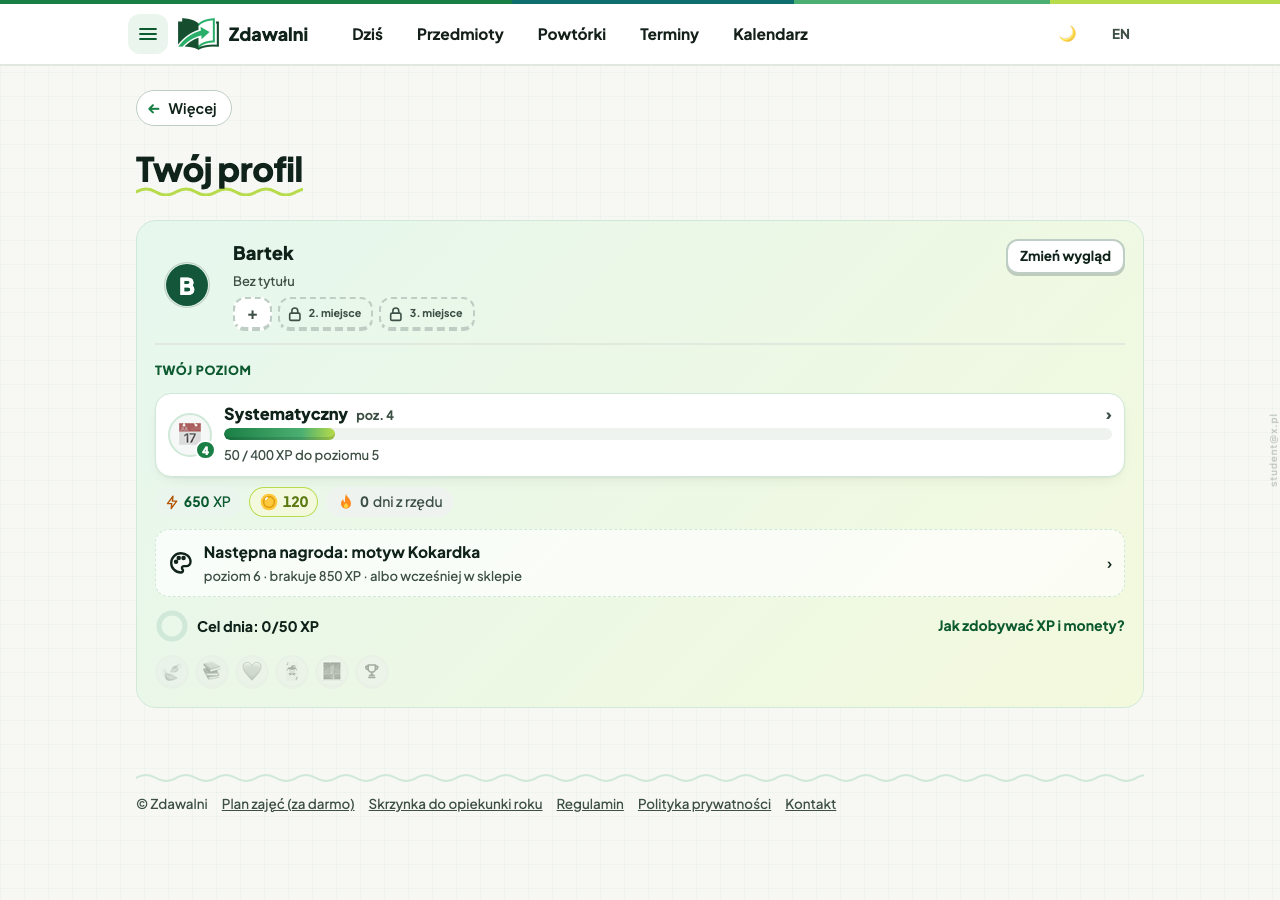 Zdawalni
Dziś
Przedmioty
Powtórki
Terminy
Kalendarz
EN
← Więcej
Twój profil
B
Bartek
Bez tytułu
Zmień wygląd
+
2. miejsce
3. miejsce
TWÓJ POZIOM
17
4
Systematyczny poz. 4
›
50 / 400 XP do poziomu 5
650 XP
120
0 dni z rzędu
Następna nagroda: motyw Kokardka
poziom 6 · brakuje 850 XP · albo wcześniej w sklepie
›
Cel dnia: 0/50 XP
Jak zdobywać XP i monety?
© Zdawalni
Plan zajęć (za darmo)
Skrzynka do opiekunki roku
Regulamin
Polityka prywatności
Kontakt
student@x.pl